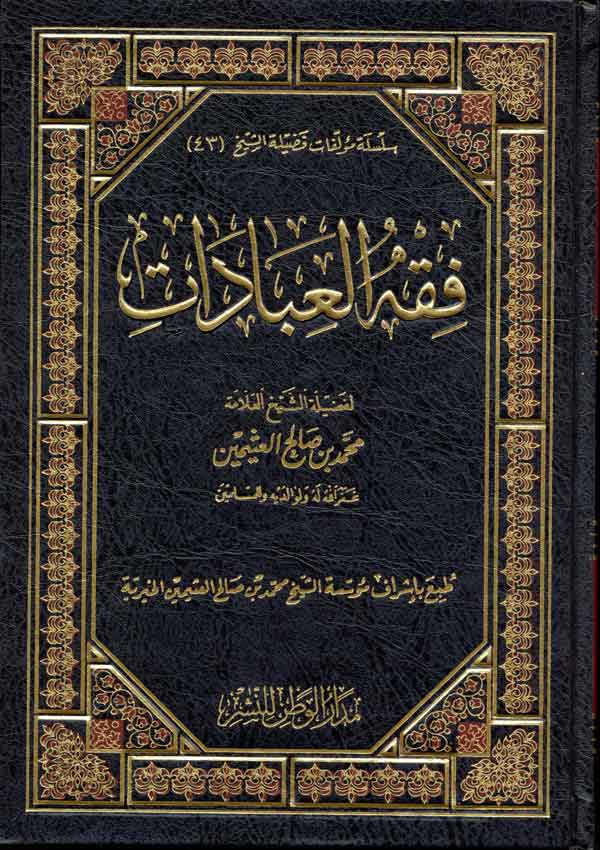 سلسلة مؤلفات فضيلة الشيخ (٤٣)
فِقْهُ العِبَادَاتِ
لفضيلة الشيخ العلامة
محمد بن صالح العثيمين
غفر الله له ولوالديه وللمسلمين
طبع بإشراف مؤسسة الشيخ محمد بن صالح العثيمين الخيرية
مدار الوطن للنشر